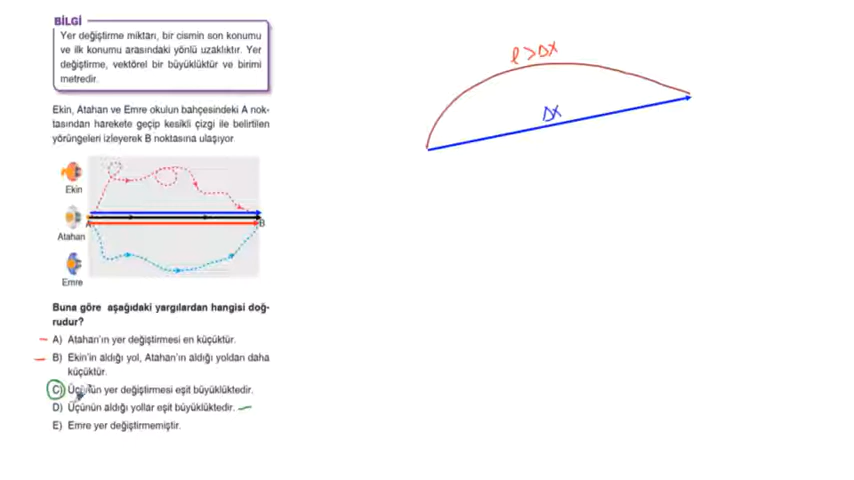 BİLGİ
Yer değiştirme miktarı, bir cismin son konumu
ve ilk konumu arasındaki yönlü uzaklıktır. Yer
değiştirme, vektörel bir büyüklüktür ve birimi
metredir.
Ekin, Atahan ve Emre okulun bahçesindeki A nok-
tasından harekete geçip kesikli çizgi ile belirtilen
yörüngeleri izleyerek B noktasına ulaşıyor
Ekin
A
B
Atahan
Emre
Buna göre aşağıdaki yargılardan hangisi doğ-
rudur?
A) Atahan'ın yer değiştirmesi en küçüktür.
B) Ekin'in aldığı yol, Atahan'ın aldığı yoldan daha
küçüktür.
C) Üçünün yer değiştirmesi eşit büyüklüktedir.
D) Üçünün aldığı yollar eşit büyüklüktedir.
E) Emre yer değiştirmemiştir.
l > Δx
Δx